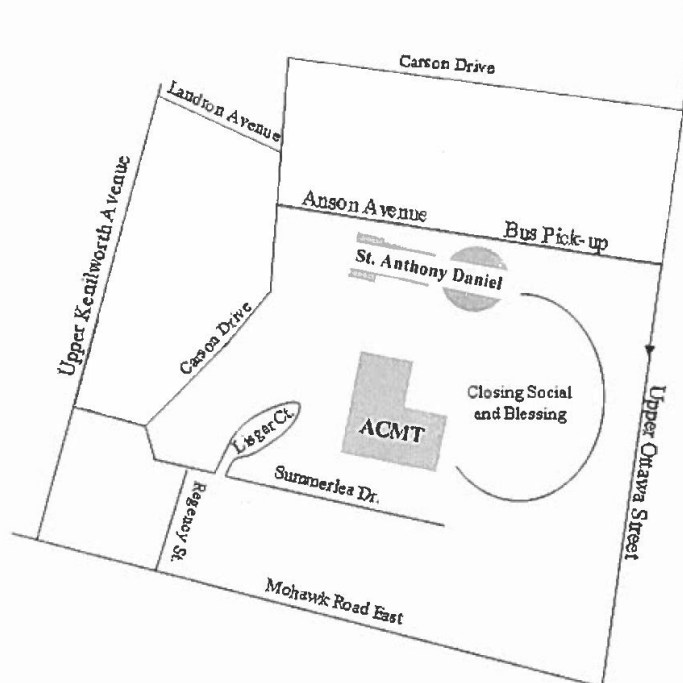 Carson Drive
Landron Avenue
Upper Kenilworth Avenue
Anson Avenue
Bus Pick-up
St. Anthony Daniel
Carson Drive
Closing Social
and Blessing
Lisger Ct.
ACMT
Upper Ottawa Street
Summerlea Dr.
Regency St.
Mohawk Road East